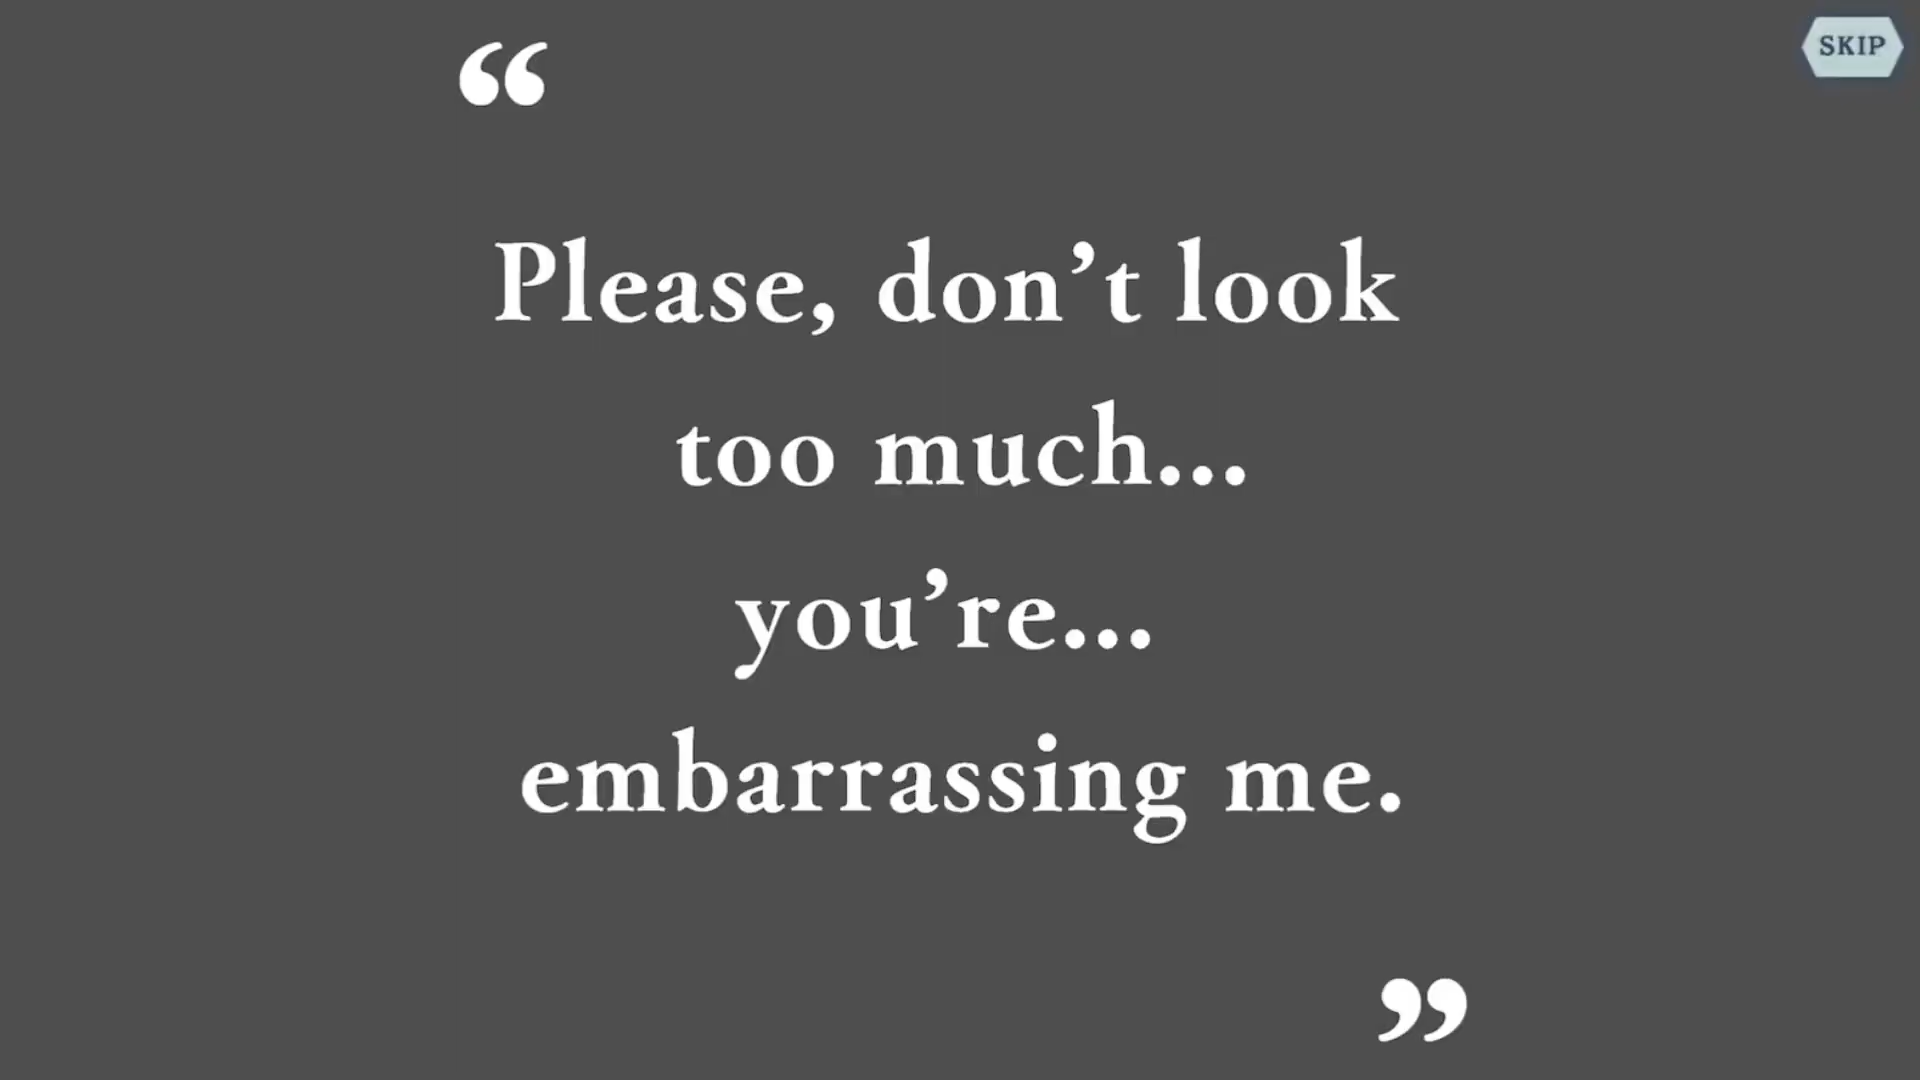 SKIP
“
Please, don’t look
too much...
you’re...
embarrassing me.
”